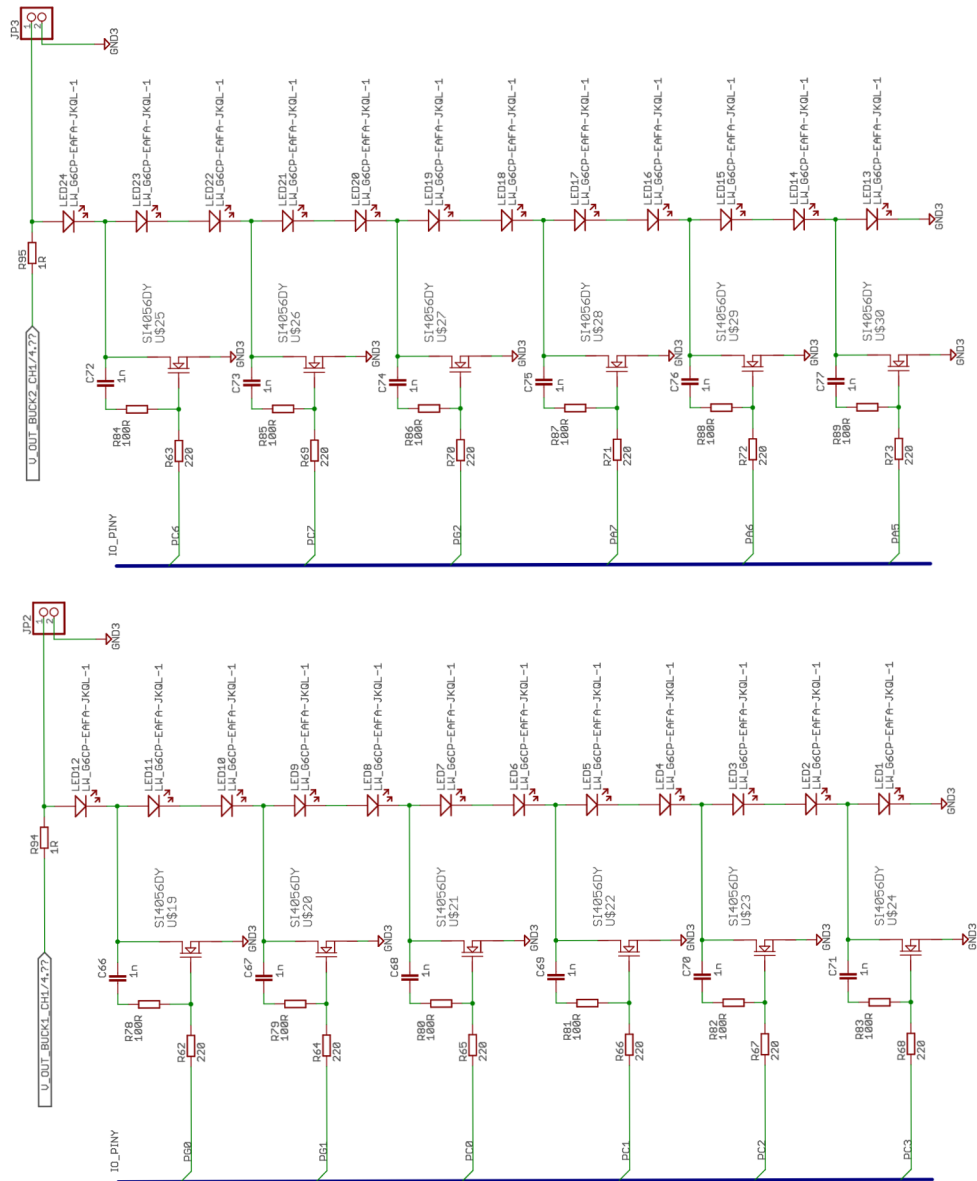 JP3
1
2
GND3
LED24
LW_G6CP-EAFA-JKQL-1
LED23
LW_G6CP-EAFA-JKQL-1
LED22
LW_G6CP-EAFA-JKQL-1
LED21
LW_G6CP-EAFA-JKQL-1
LED20
LW_G6CP-EAFA-JKQL-1
LED19
LW_G6CP-EAFA-JKQL-1
LED18
LW_G6CP-EAFA-JKQL-1
LED17
LW_G6CP-EAFA-JKQL-1
LED16
LW_G6CP-EAFA-JKQL-1
LED15
LW_G6CP-EAFA-JKQL-1
LED14
LW_G6CP-EAFA-JKQL-1
LED13
LW_G6CP-EAFA-JKQL-1
GND3
R95
1R
V_OUT_BUCK2_CH1/4.??
SI4056DY
U$25
GND3
C72
1n
R84
100R
R63
220
PC6
SI4056DY
U$26
GND3
C73
1n
R85
100R
R69
220
PC7
SI4056DY
U$27
GND3
C74
1n
R86
100R
R70
220
PG2
SI4056DY
U$28
GND3
C75
1n
R87
100R
R71
220
PA7
SI4056DY
U$29
GND3
C76
1n
R88
100R
R72
220
PA6
SI4056DY
U$30
GND3
C77
1n
R89
100R
R73
220
PA5
IO_PINY
JP2
1
2
GND3
LED12
LW_G6CP-EAFA-JKQL-1
LED11
LW_G6CP-EAFA-JKQL-1
LED10
LW_G6CP-EAFA-JKQL-1
LED9
LW_G6CP-EAFA-JKQL-1
LED8
LW_G6CP-EAFA-JKQL-1
LED7
LW_G6CP-EAFA-JKQL-1
LED6
LW_G6CP-EAFA-JKQL-1
LED5
LW_G6CP-EAFA-JKQL-1
LED4
LW_G6CP-EAFA-JKQL-1
LED3
LW_G6CP-EAFA-JKQL-1
LED2
LW_G6CP-EAFA-JKQL-1
LED1
LW_G6CP-EAFA-JKQL-1
GND3
R94
1R
V_OUT_BUCK1_CH1/4.??
SI4056DY
U$19
GND3
C66
1n
R78
100R
R62
220
PG0
SI4056DY
U$20
GND3
C67
1n
R79
100R
R64
220
PG1
SI4056DY
U$21
GND3
C68
1n
R80
100R
R65
220
PC0
SI4056DY
U$22
GND3
C69
1n
R81
100R
R66
220
PC1
SI4056DY
U$23
GND3
C70
1n
R82
100R
R67
220
PC2
SI4056DY
U$24
GND3
C71
1n
R83
100R
R68
220
PC3
IO_PINY